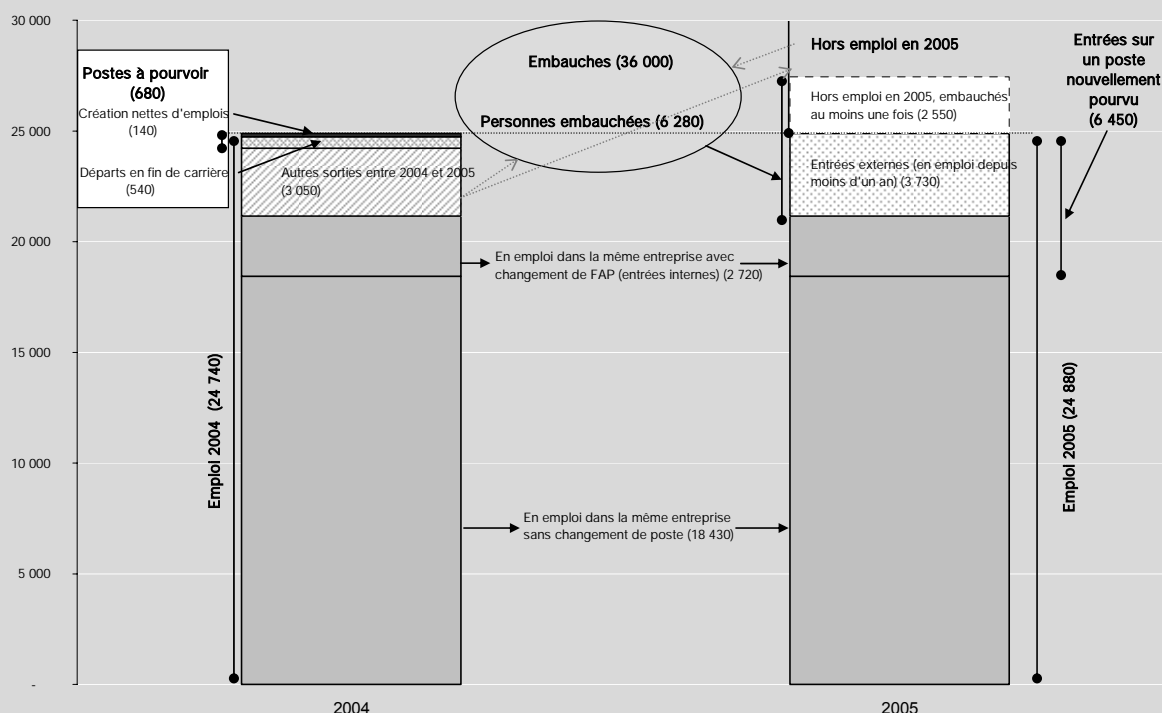 30 000
25 000
20 000
15 000
10 000
5 000
-
Postes à pourvoir
(680)
Création nettes d'emplois
(140)
Départs en fin de carrière
(540)
Autres sorties entre 2004 et 2005
(3 050)
Emploi 2004 (24 740)
Embauches (36 000)
Personnes embauchées (6 280)
En emploi dans la même entreprise avec
changement de FAP (entrées internes) (2 720)
En emploi dans la même entreprise
sans changement de poste (18 430)
Hors emploi en 2005
Hors emploi en 2005, embauchés
au moins une fois (2 550)
Entrées externes (en emploi depuis
moins d'un an) (3 730)
Entrées sur
un poste
nouvellement
pourvu
(6 450)
Emploi 2005 (24 880)
2004
2005